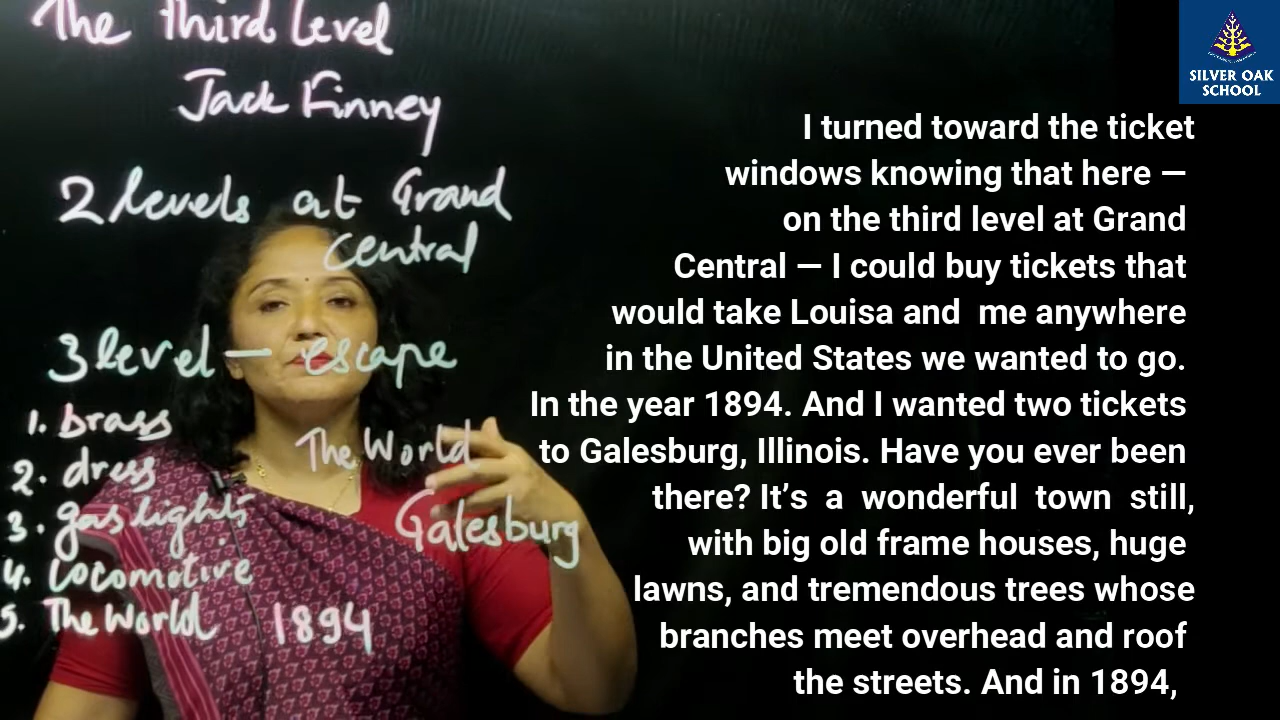 The third level
Jack Finney
2 levels at Grand
Central
3 level — escape
1. brass
2. dress
3. gas lights
4. locomotive
5. The World 1894
The World
Galesburg
SILVER OAK
SCHOOL
I turned toward the ticket
windows knowing that here —
on the third level at Grand
Central — I could buy tickets that
would take Louisa and me anywhere
in the United States we wanted to go.
In the year 1894. And I wanted two tickets
to Galesburg, Illinois. Have you ever been
there? It’s a wonderful town still,
with big old frame houses, huge
lawns, and tremendous trees whose
branches meet overhead and roof
the streets. And in 1894,